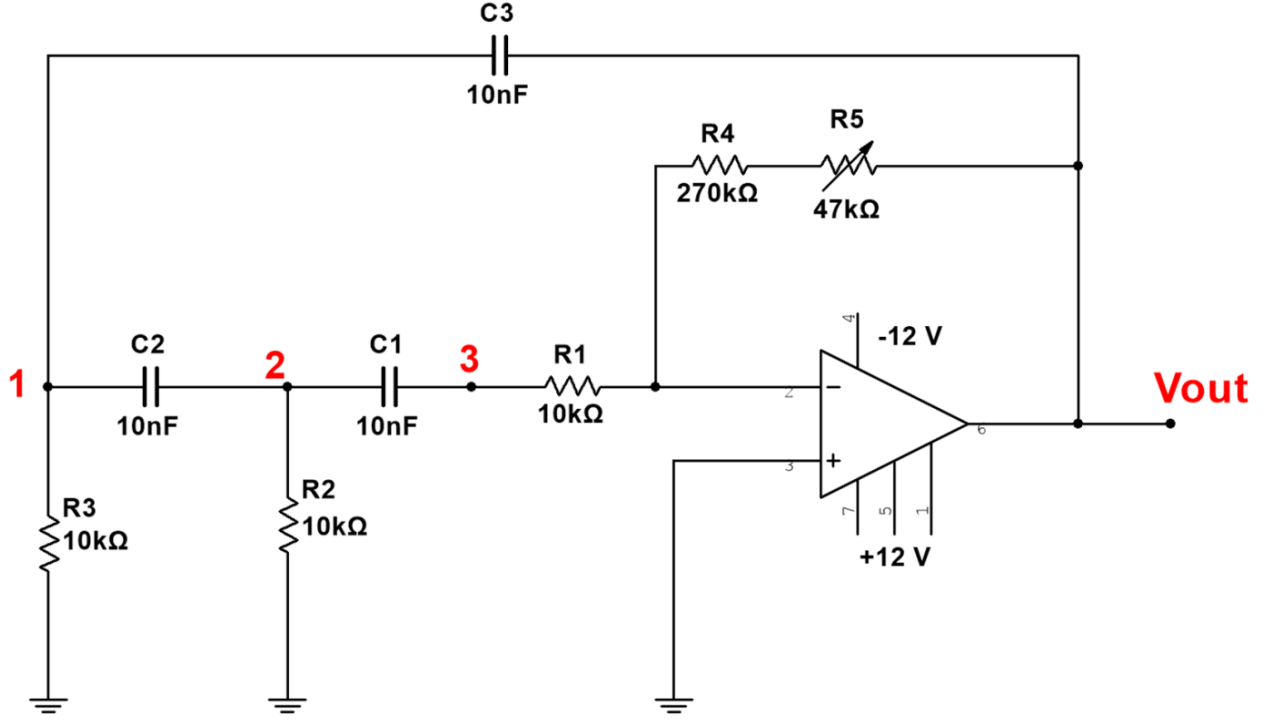 C3
10nF
R4
270kΩ
R5
47kΩ
1
C2
10nF
2
C1
10nF
3
R1
10kΩ
R3
10kΩ
R2
10kΩ
4
-12 V
2
−
3
+
6
7
5
1
+12 V
Vout